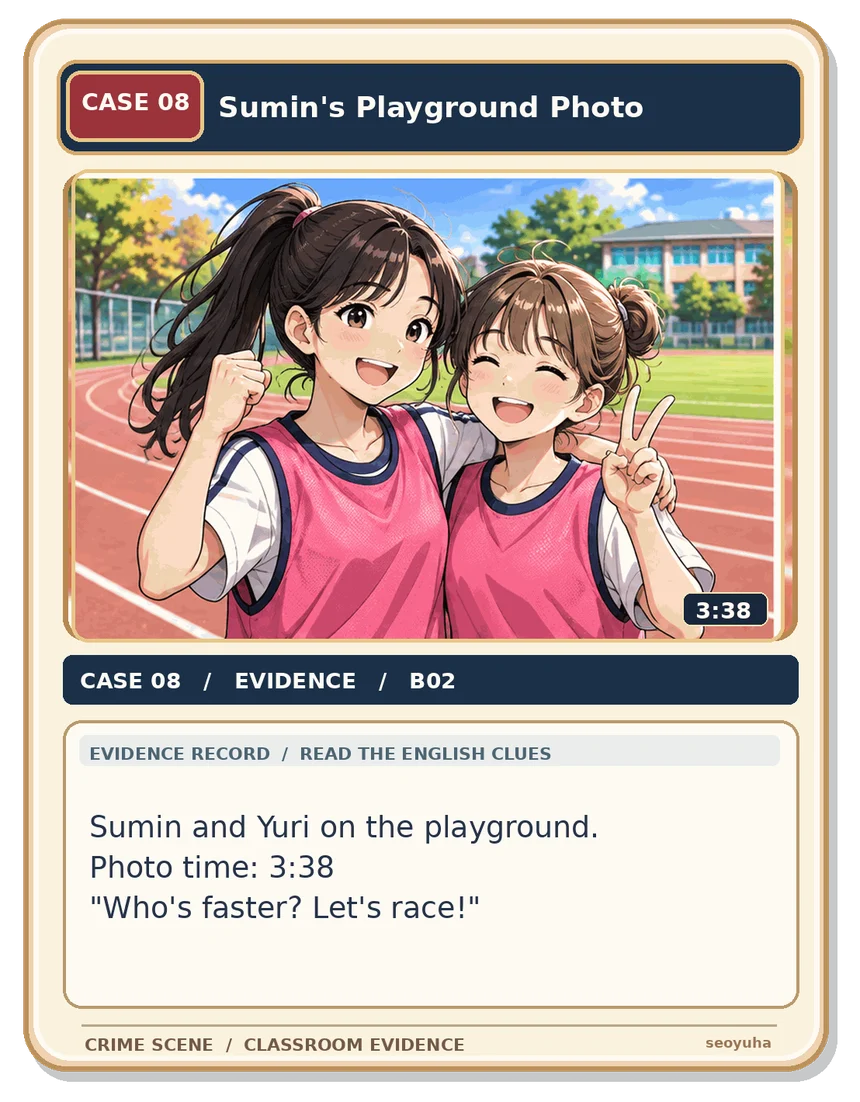 CASE 08
Sumin's Playground Photo
3:38
CASE 08 / EVIDENCE / B02
EVIDENCE RECORD / READ THE ENGLISH CLUES
Sumin and Yuri on the playground.
Photo time: 3:38
"Who's faster? Let's race!"
CRIME SCENE / CLASSROOM EVIDENCE
seoyuha